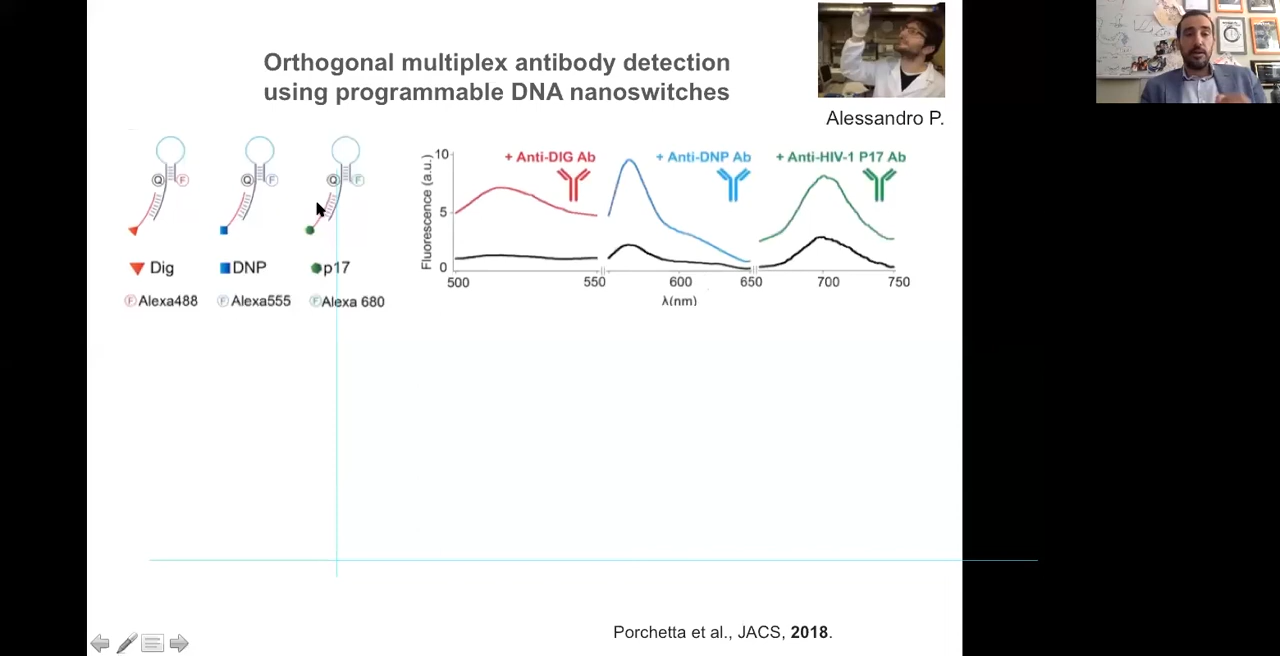 Orthogonal multiplex antibody detection
using programmable DNA nanoswitches
Alessandro P.
Q F
Q F
Q F
Dig
DNP
p17
F Alexa488
F Alexa555
F Alexa 680
Fluorescence (a.u.)
10
5
0
+ Anti-DIG Ab
+ Anti-DNP Ab
+ Anti-HIV-1 P17 Ab
500
550
600
650
700
750
λ(nm)
Porchetta et al., JACS, 2018.